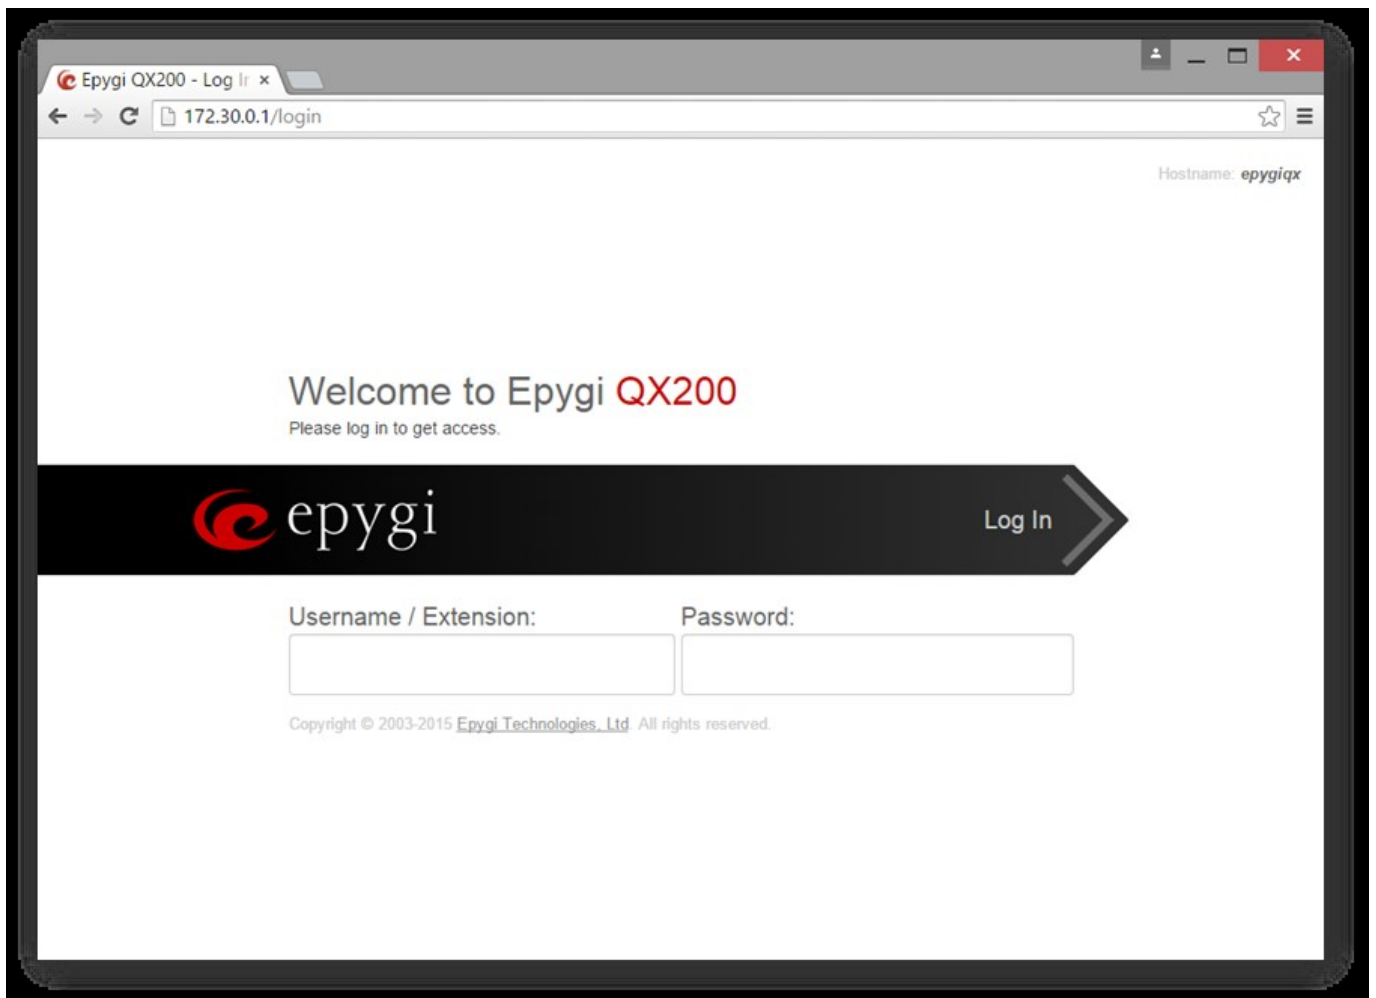 Epygi QX200 - Log In
172.30.0.1/login
Hostname: epygiqx
Welcome to Epygi QX200
Please log in to get access.
epygi
Log In
Username / Extension:
Password:
Copyright © 2003-2015 Epygi Technologies, Ltd. All rights reserved.